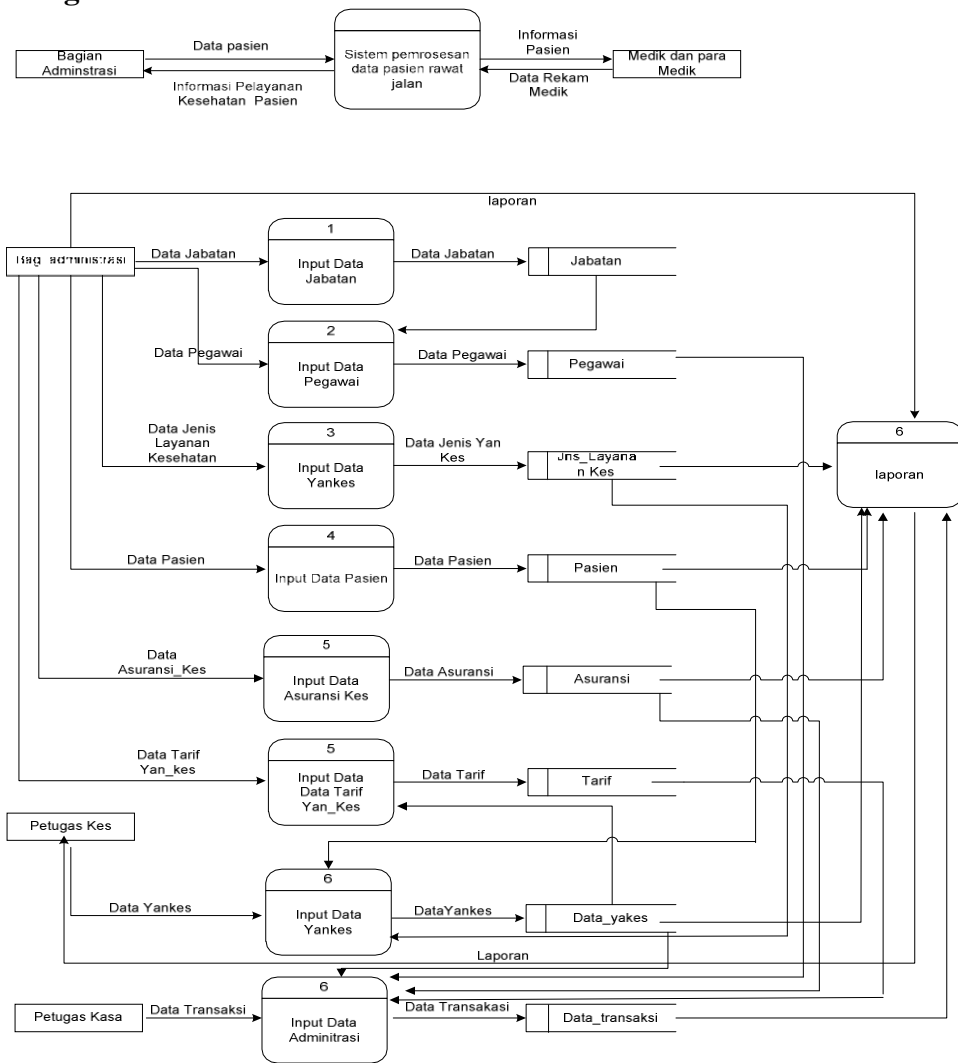 Bagian
Adminstrasi
Data pasien
Informasi Pelayanan
Kesehatan Pasien
Sistem pemrosesan
data pasien rawat
jalan
Informasi
Pasien
Data Rekam
Medik
Medik dan para
Medik
laporan
Bag administrasi
Data Jabatan
1
Input Data
Jabatan
Data Jabatan
Jabatan
Data Pegawai
2
Input Data
Pegawai
Data Pegawai
Pegawai
Data Jenis
Layanan
Kesehatan
3
Input Data
Yankes
Data Jenis Yan
Kes
Jns_Layana
n Kes
6
laporan
Data Pasien
4
Input Data Pasien
Data Pasien
Pasien
Data
Asuransi_Kes
5
Input Data
Asuransi Kes
Data Asuransi
Asuransi
Data Tarif
Yan_kes
5
Input Data
Data Tarif
Yan_Kes
Data Tarif
Tarif
Petugas Kes
Data Yankes
6
Input Data
Yankes
DataYankes
Data_yakes
Laporan
Petugas Kasa
Data Transaksi
6
Input Data
Adminitrasi
Data Transakasi
Data_transaksi